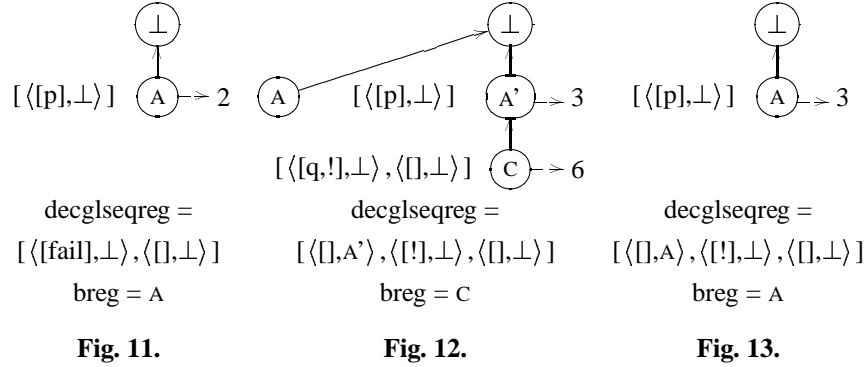 ⊥ ⊥ ⊥
[⟨[p],⊥⟩] A 2 A [⟨[p],⊥⟩] A' 3 [⟨[p],⊥⟩] A 3
[⟨[q,!],⊥⟩,⟨[],⊥⟩] C 6
decglseqreg = decglseqreg = decglseqreg =
[⟨[fail],⊥⟩,⟨[],⊥⟩] [⟨[],A'⟩,⟨[!],⊥⟩,⟨[],⊥⟩] [⟨[],A⟩,⟨[!],⊥⟩,⟨[],⊥⟩]
breg = A breg = C breg = A
Fig. 11. Fig. 12. Fig. 13.